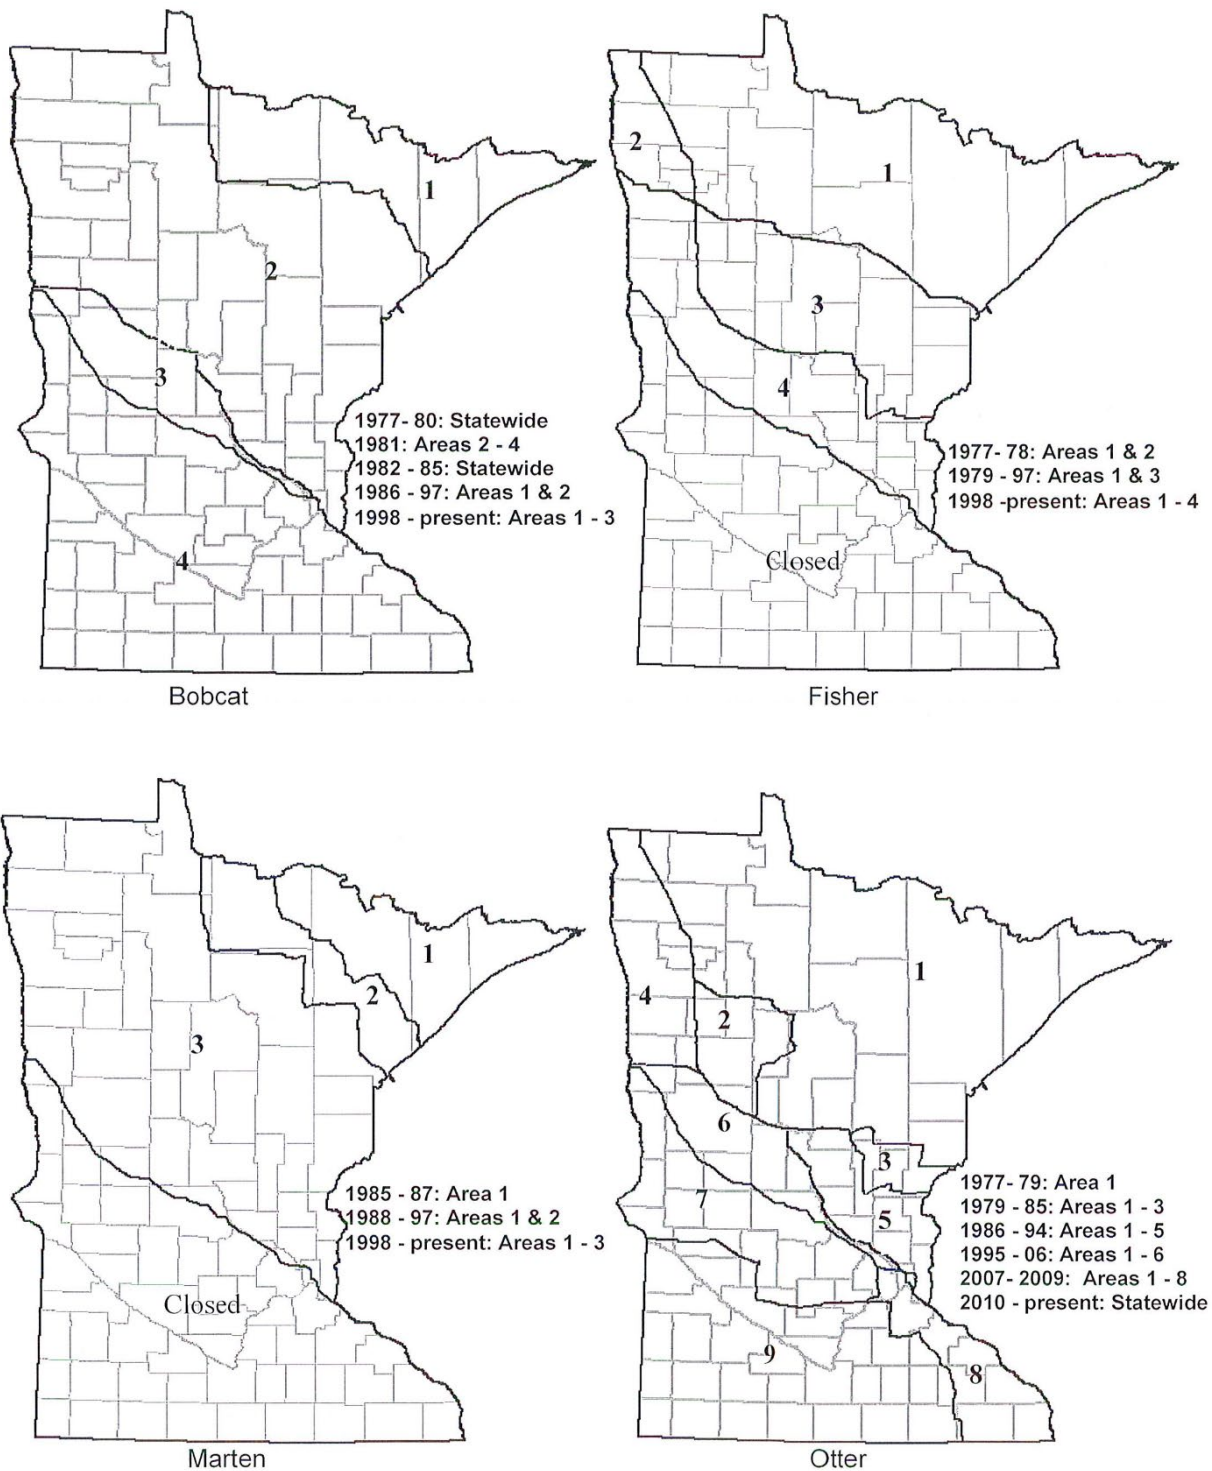 1
2
3
1977- 80: Statewide
1981: Areas 2 - 4
1982 - 85: Statewide
1986 - 97: Areas 1 & 2
1998 - present: Areas 1 - 3
4
Bobcat
2
1
3
4
1977- 78: Areas 1 & 2
1979 - 97: Areas 1 & 3
1998 -present: Areas 1 - 4
Closed
Fisher
1
2
3
1985 - 87: Area 1
1988 - 97: Areas 1 & 2
1998 - present: Areas 1 - 3
Closed
Marten
1
4
2
6
3
7
5
1977- 79: Area 1
1979 - 85: Areas 1 - 3
1986 - 94: Areas 1 - 5
1995 - 06: Areas 1 - 6
2007- 2009: Areas 1 - 8
2010 - present: Statewide
9
8
Otter